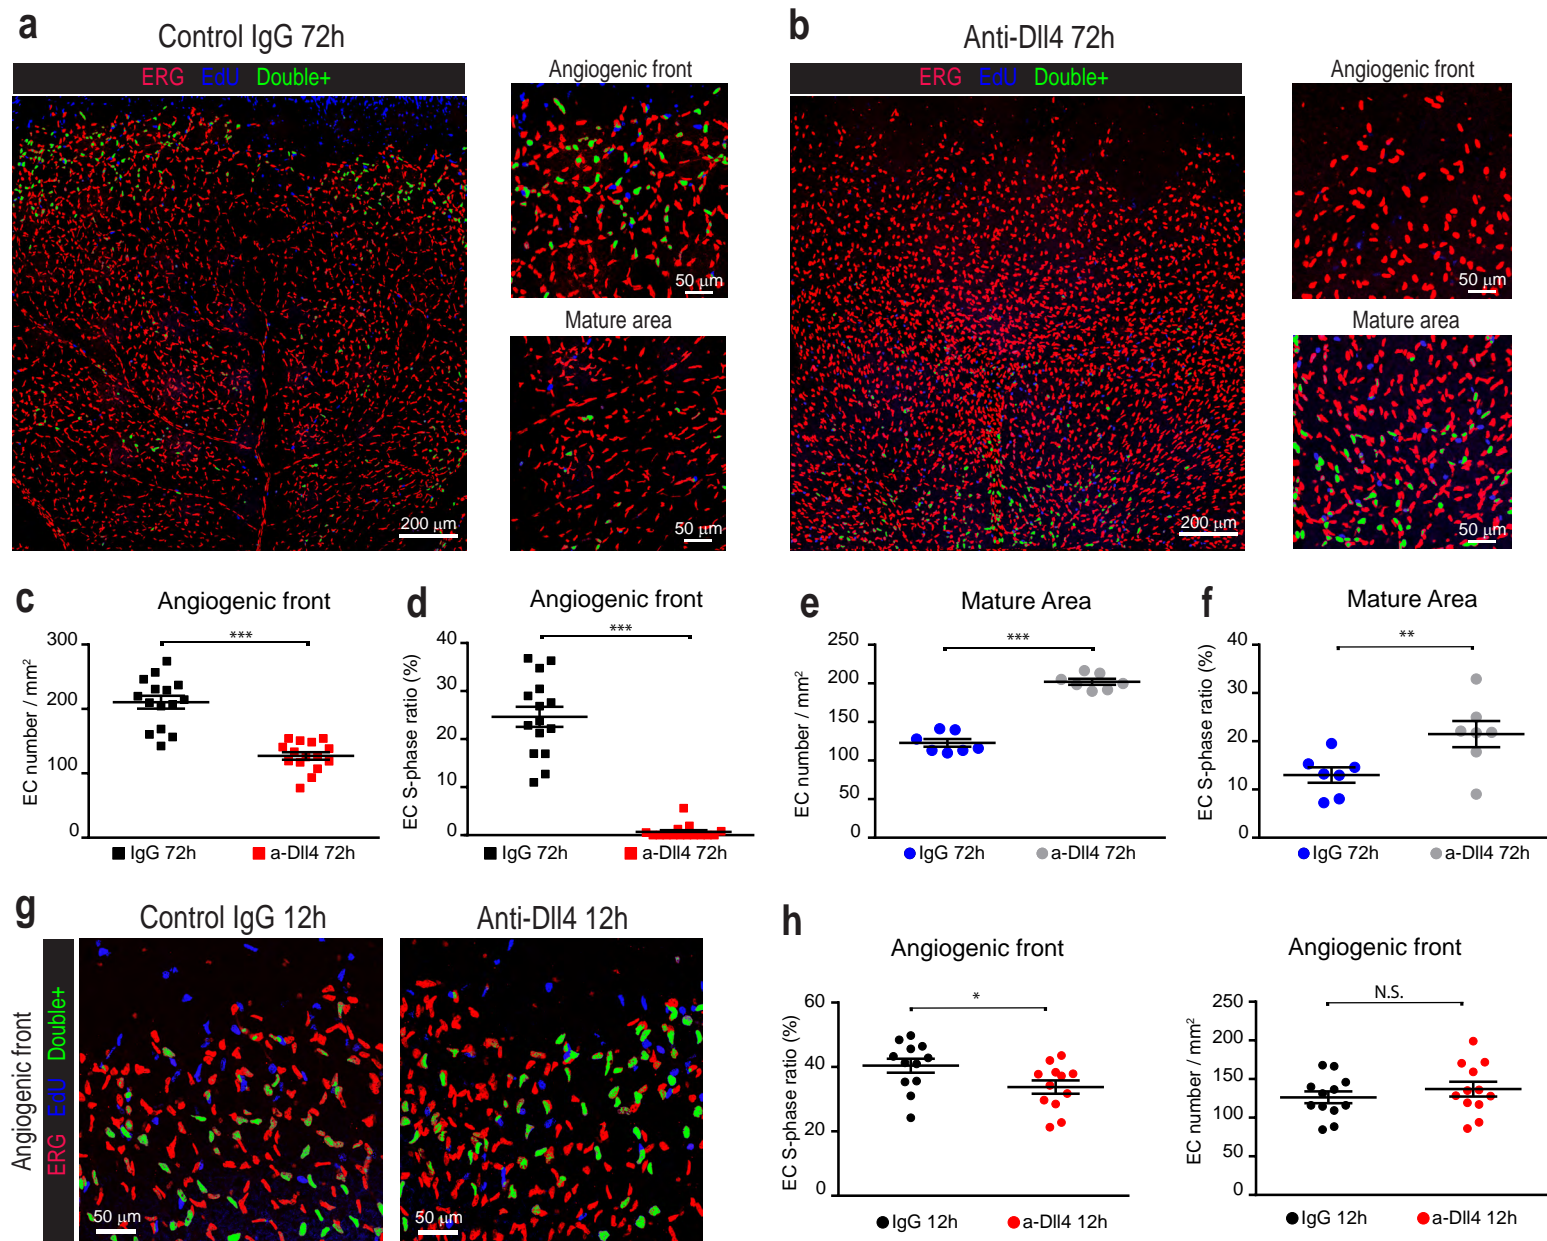 a
Control IgG 72h
ERG EdU Double+
200 µm
Angiogenic front
50 µm
Mature area
50 µm
b
Anti-Dll4 72h
ERG EdU Double+
200 µm
Angiogenic front
50 µm
Mature area
50 µm
c
Angiogenic front
EC number / mm²
300
200
100
0
***
IgG 72h
a-Dll4 72h
d
Angiogenic front
EC S-phase ratio (%)
40
30
20
10
0
***
IgG 72h
a-Dll4 72h
e
Mature Area
EC number / mm²
250
200
150
100
50
0
***
IgG 72h
a-Dll4 72h
f
Mature Area
EC S-phase ratio (%)
40
30
20
10
0
**
IgG 72h
a-Dll4 72h
g
Control IgG 12h
Anti-Dll4 12h
Angiogenic front
ERG EdU Double+
50 µm
50 µm
h
Angiogenic front
EC S-phase ratio (%)
60
40
20
0
*
IgG 12h
a-Dll4 12h
Angiogenic front
EC number / mm²
250
200
150
100
50
0
N.S.
IgG 12h
a-Dll4 12h